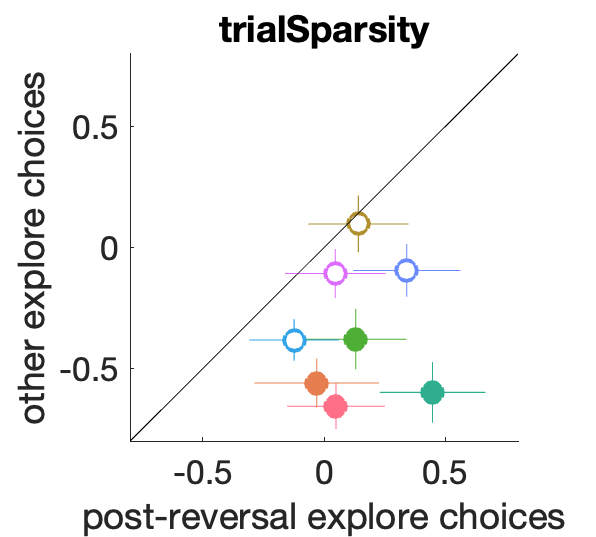 trialSparsity
other explore choices
0.5
0
-0.5
-0.5 0 0.5
post-reversal explore choices